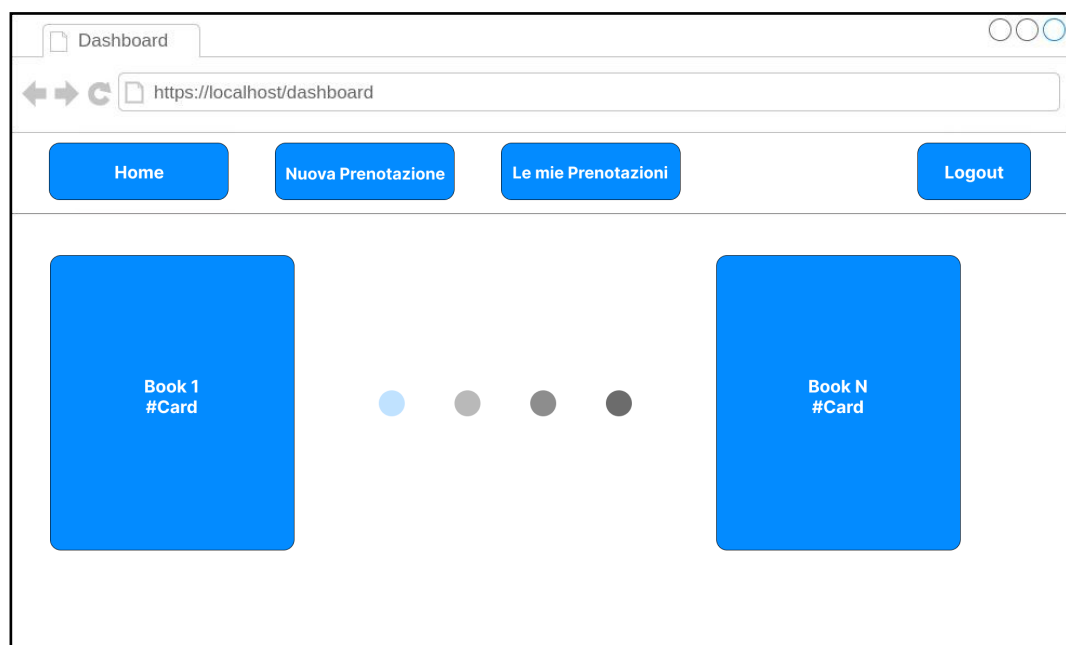 Dashboard
https://localhost/dashboard
Home
Nuova Prenotazione
Le mie Prenotazioni
Logout
Book 1
#Card
Book N
#Card